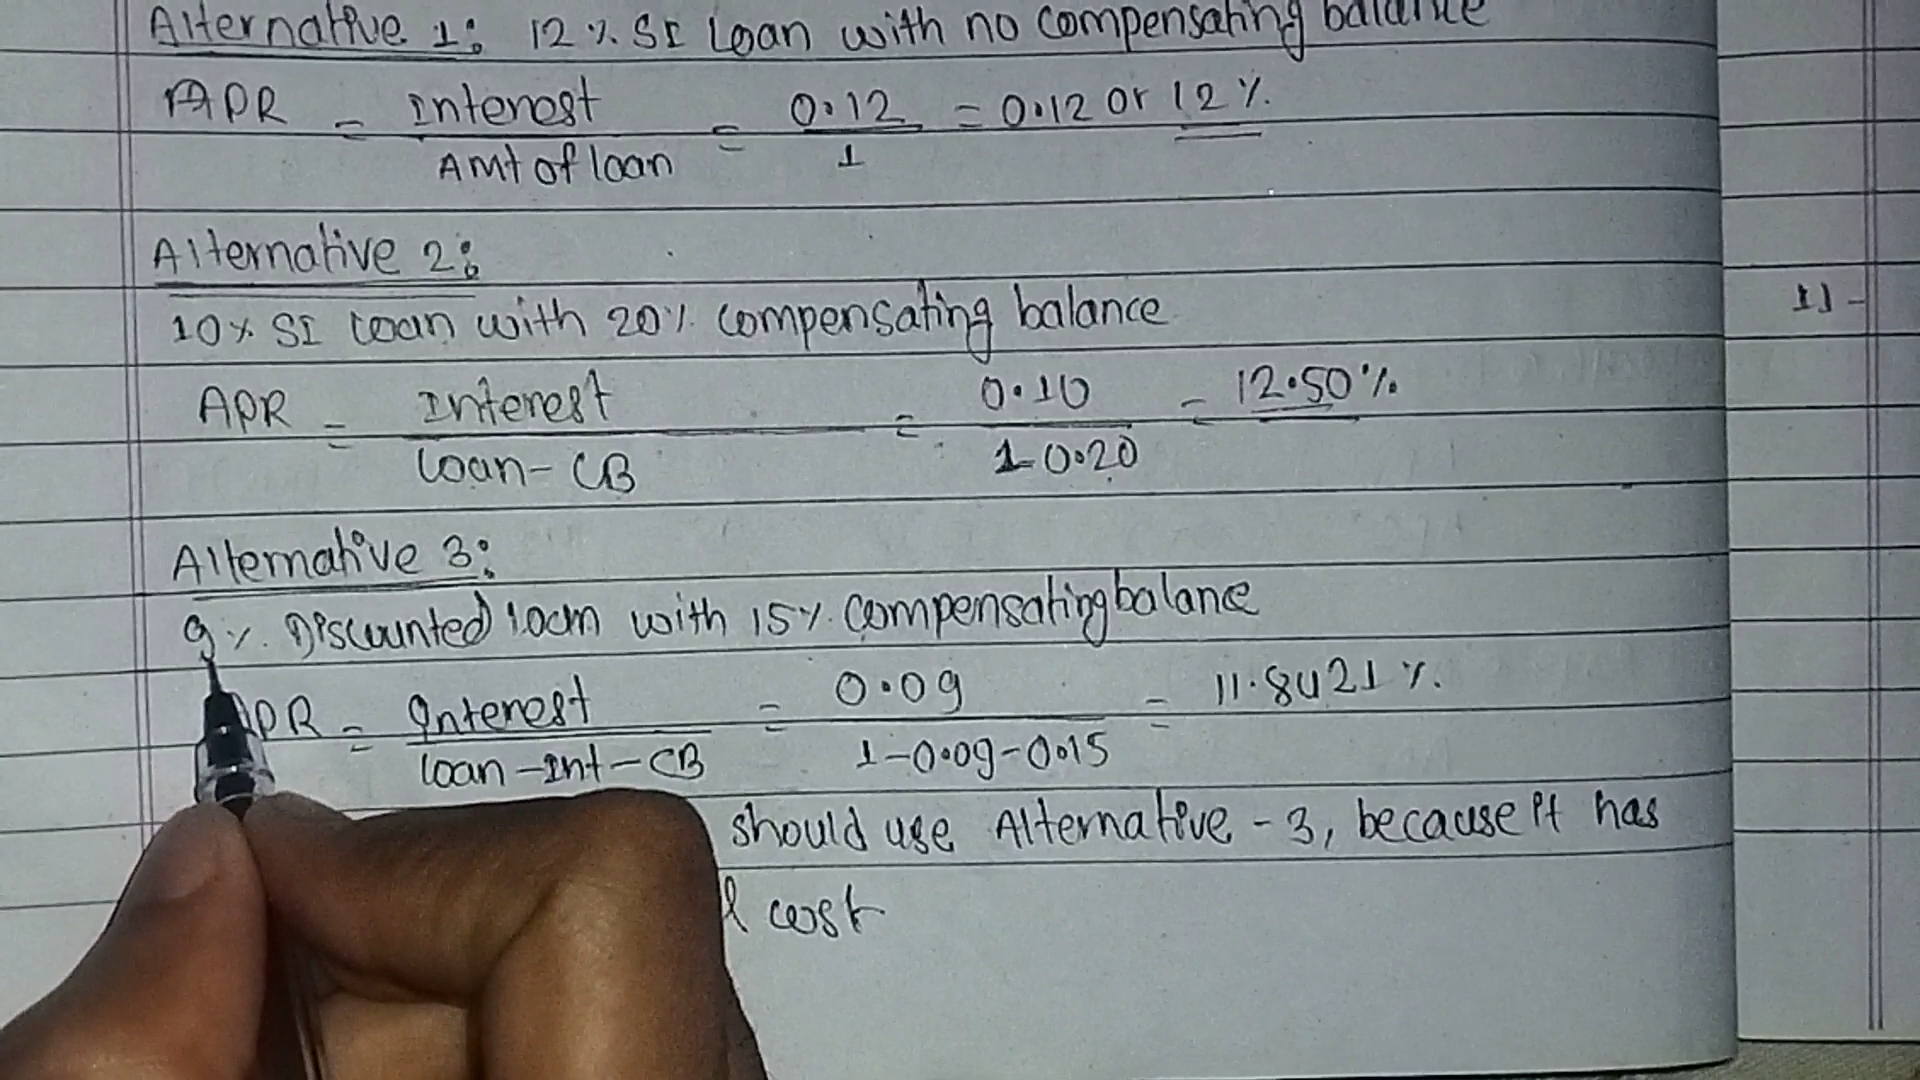 Alternative 1: 12% SI Loan with no compensating balance
APR = Interest / Amt of loan = 0.12 / 1 = 0.12 or 12%.
Alternative 2:
10% SI Loan with 20% compensating balance
APR = Interest / Loan - CB = 0.10 / 1-0.20 = 12.50%
11-
Alternative 3:
9%. Discounted loan with 15% compensating balance
APR = Interest / loan - Int - CB = 0.09 / 1-0.09-0.15 = 11.8421%.
should use Alternative - 3, because it has
cost